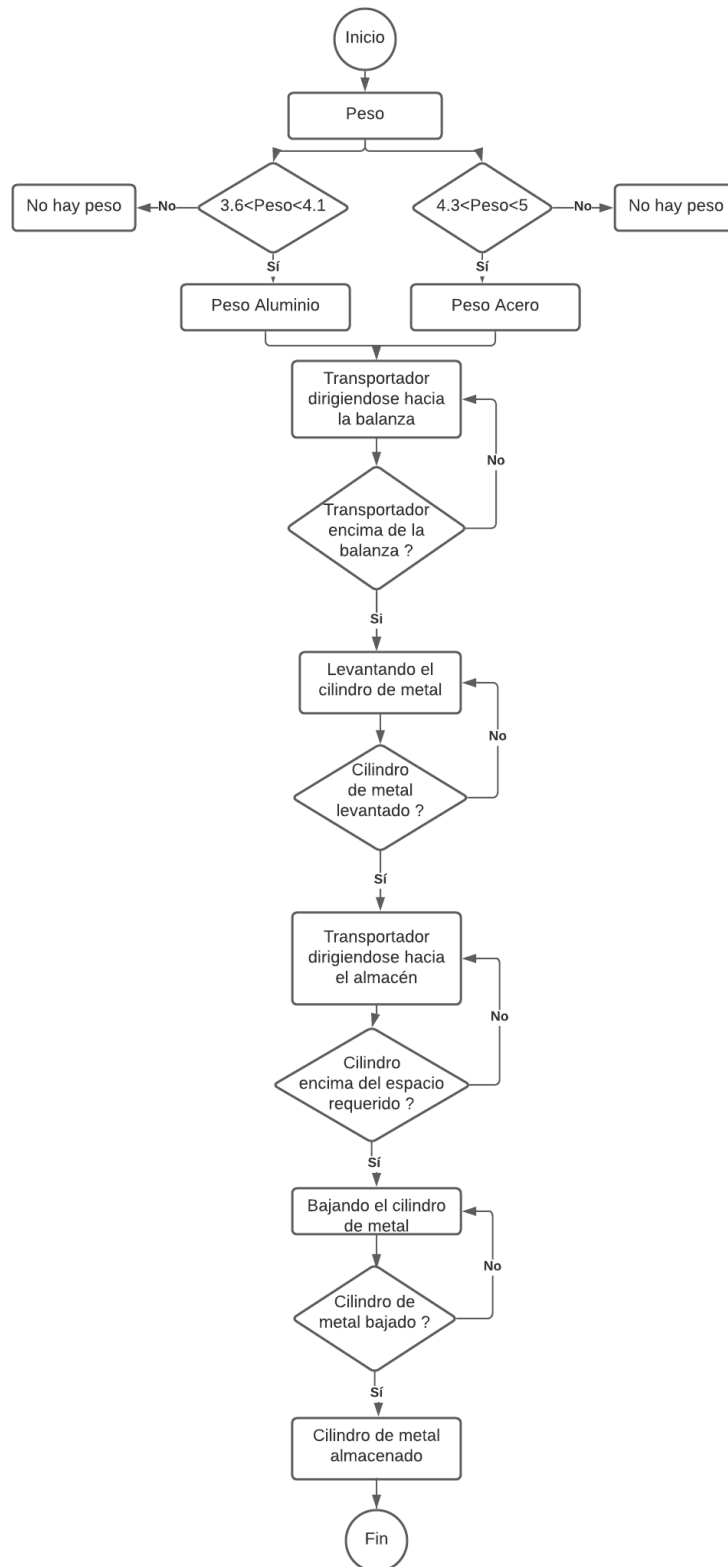 Inicio
Peso
No hay peso
No
3.6<Peso<4.1
4.3<Peso<5
No
No hay peso
Sí
Sí
Peso Aluminio
Peso Acero
Transportador
dirigiendose hacia
la balanza
No
Transportador
encima de la
balanza ?
Si
Levantando el
cilindro de metal
No
Cilindro
de metal
levantado ?
Sí
Transportador
dirigiendose hacia
el almacén
No
Cilindro
encima del espacio
requerido ?
Sí
Bajando el cilindro
de metal
No
Cilindro de
metal bajado ?
Sí
Cilindro de metal
almacenado
Fin